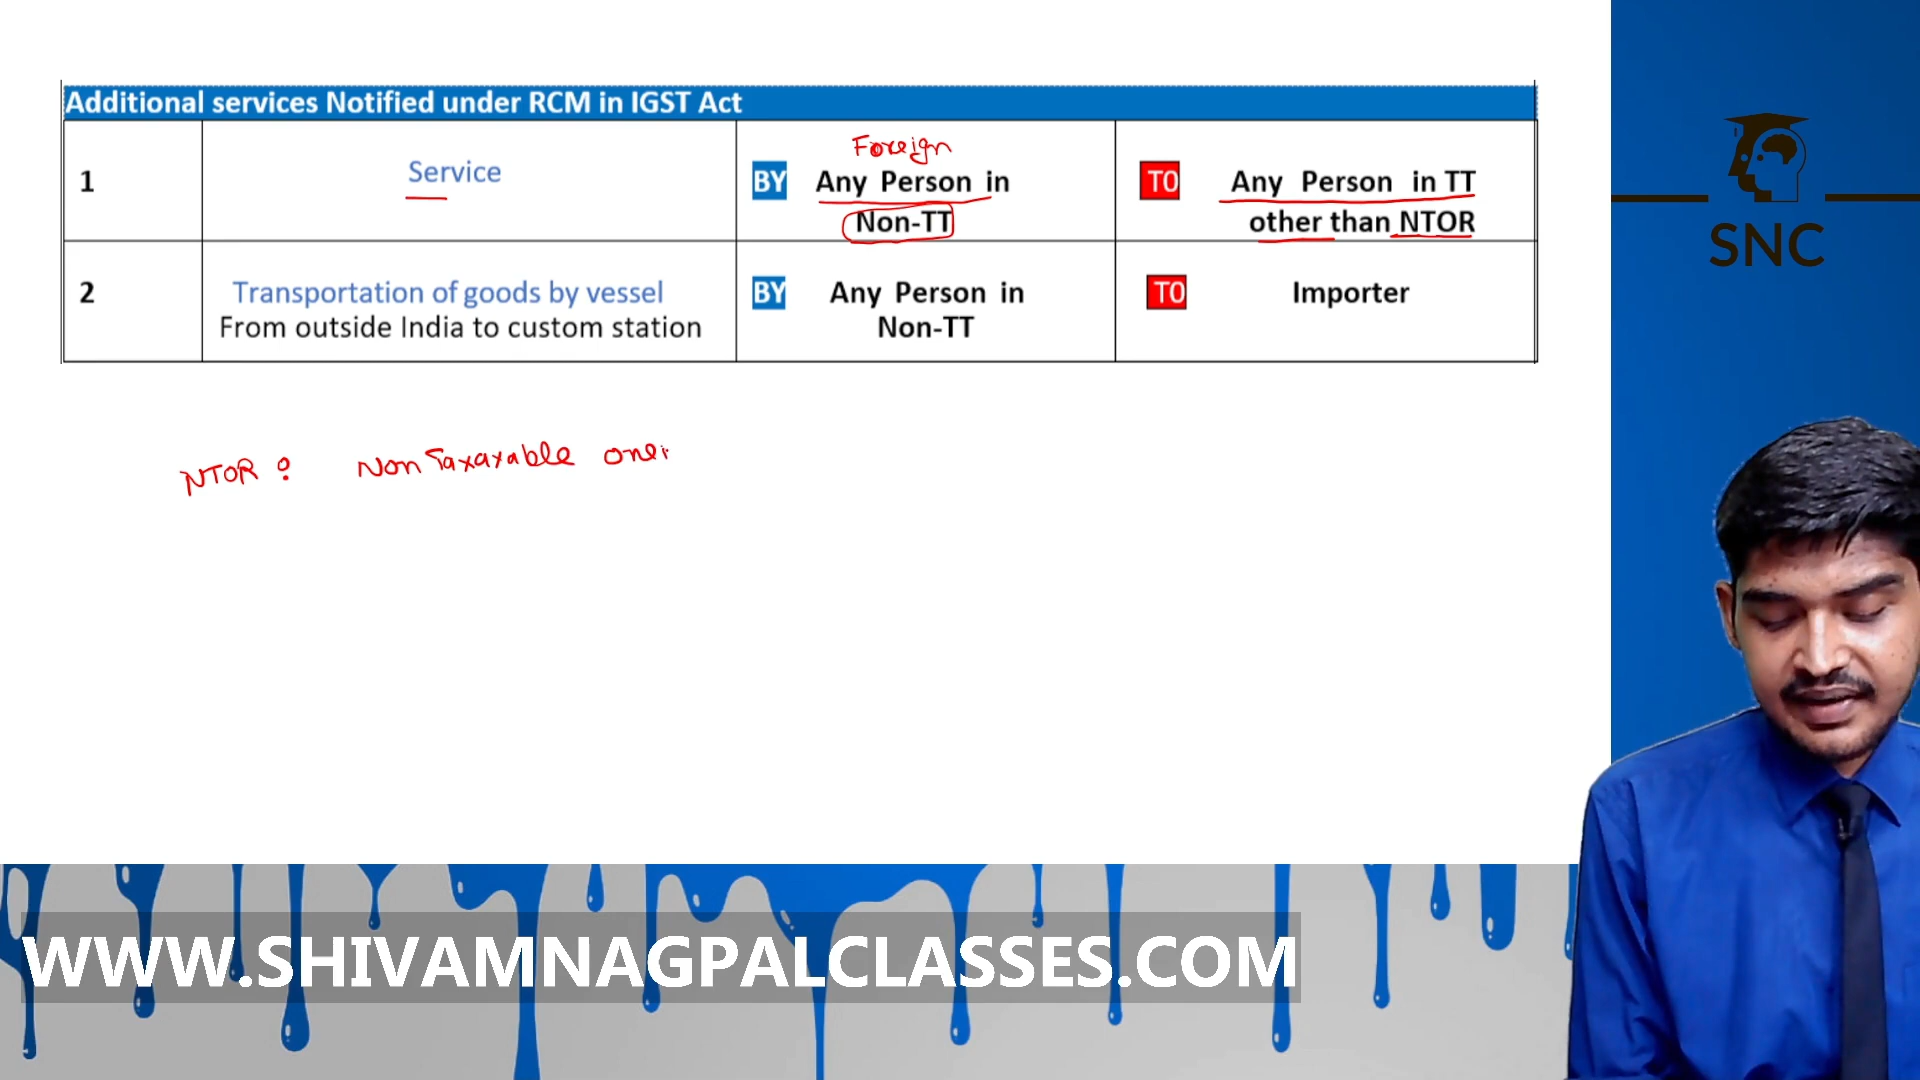 Additional services Notified under RCM in IGST Act
1
Service
Foreign
BY Any Person in
Non-TT
TO Any Person in TT
other than NTOR
2
Transportation of goods by vessel
From outside India to custom station
BY Any Person in
Non-TT
TO Importer
NTOR ? Non Taxaxable
SNC
WWW.SHIVAMNAGPALCLASSES.COM